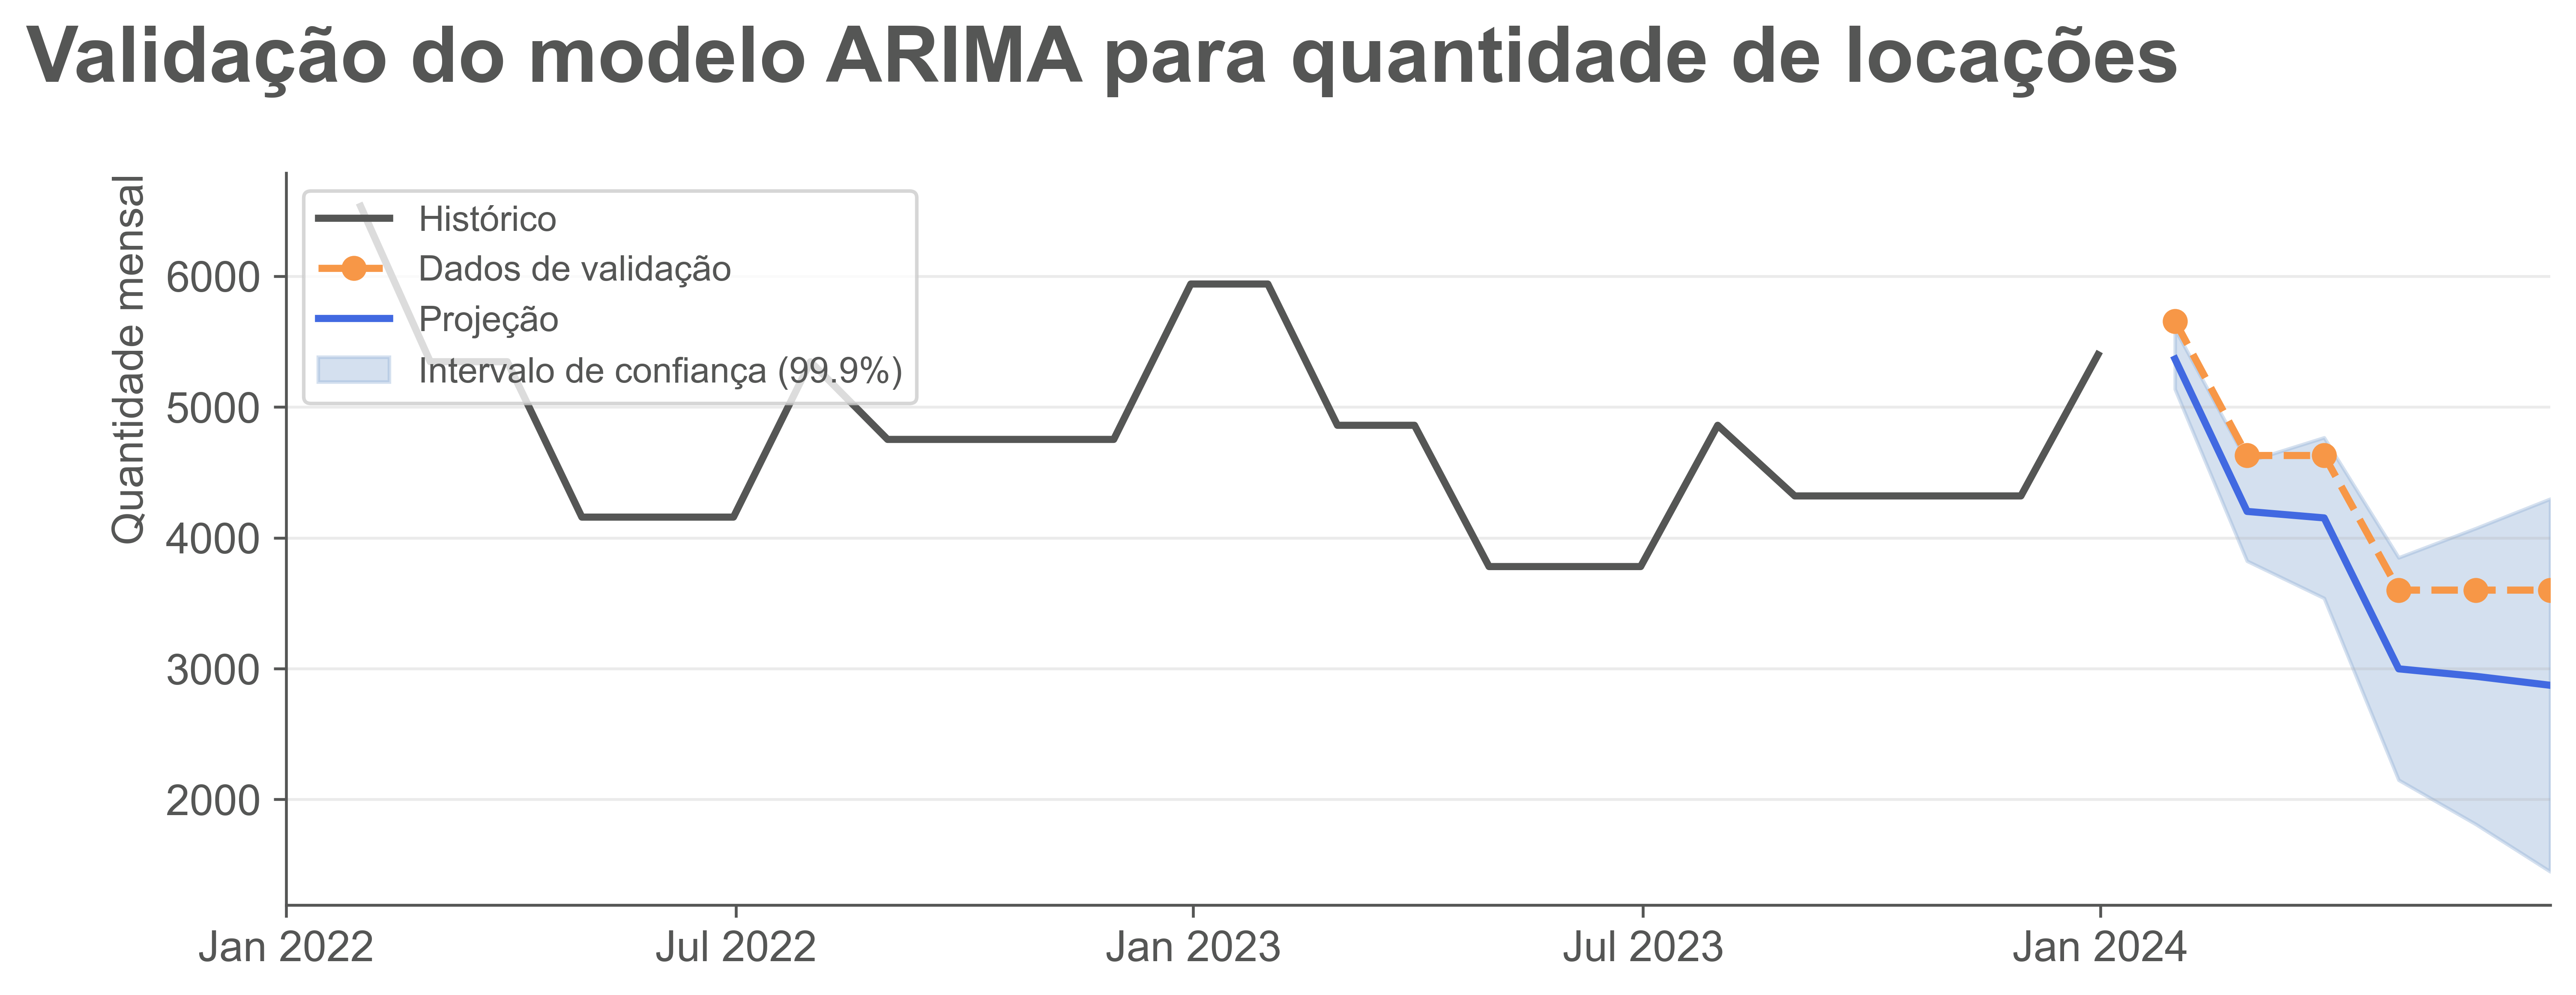 Validação do modelo ARIMA para quantidade de locações
Quantidade mensal
Histórico
Dados de validação
Projeção
Intervalo de confiança (99.9%)
6000
5000
4000
3000
2000
Jan 2022
Jul 2022
Jan 2023
Jul 2023
Jan 2024